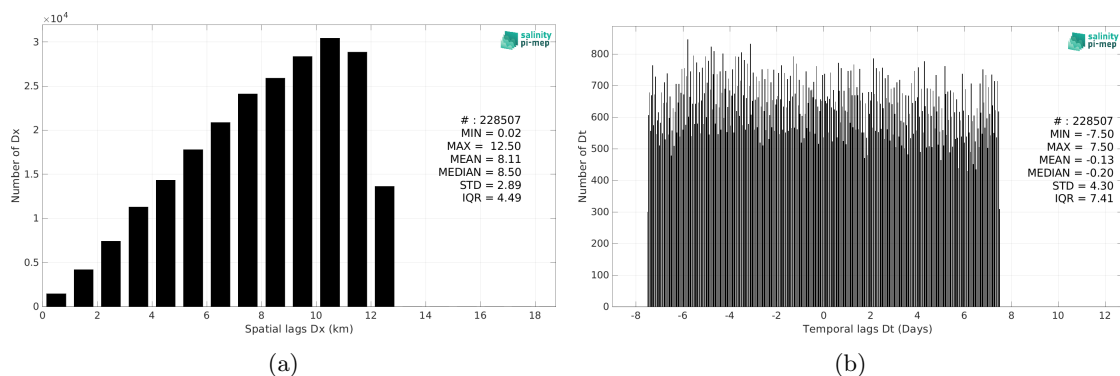 ×10⁴
3
2.5
2
1.5
1
0.5
0
Number of Dx
0 2 4 6 8 10 12 14 16 18
Spatial lags Dx (km)
salinity
pi-mep
# : 228507
MIN = 0.02
MAX = 12.50
MEAN = 8.11
MEDIAN = 8.50
STD = 2.89
IQR = 4.49
(a)
800
700
600
500
400
300
200
100
0
Number of Dt
-8 -6 -4 -2 0 2 4 6 8 10 12
Temporal lags Dt (Days)
salinity
pi-mep
# : 228507
MIN = -7.50
MAX = 7.50
MEAN = -0.13
MEDIAN = -0.20
STD = 4.30
IQR = 7.41
(b)